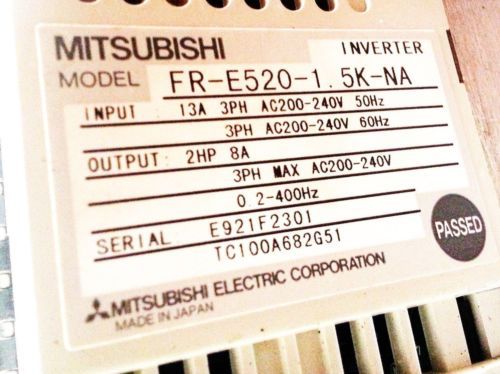 MITSUBISHI INVERTER
MODEL FR-E520-1.5K-NA
INPUT : 13A 3PH AC200-240V 50Hz
3PH AC200-240V 60Hz
OUTPUT: 2HP 8A
3PH MAX AC200-240V
0.2-400Hz
SERIAL: E921F2301
TC100A682G51
PASSED
MITSUBISHI ELECTRIC CORPORATION
MADE IN JAPAN